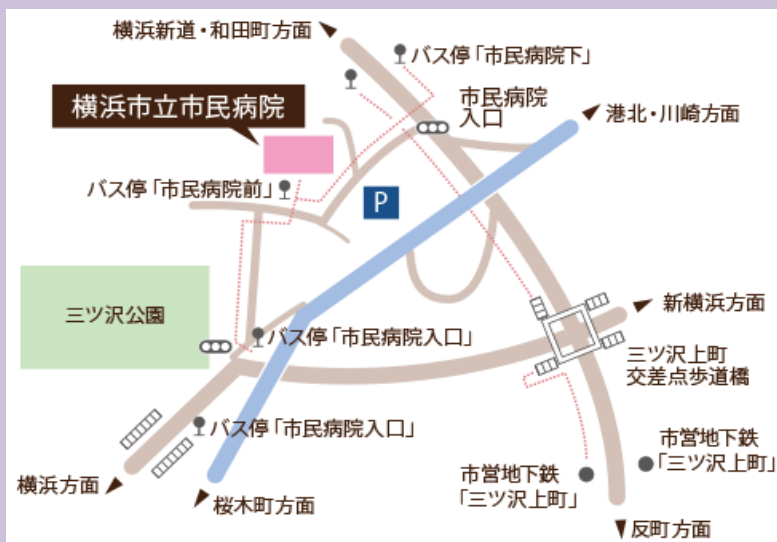 横浜新道・和田町方面
バス停「市民病院下」
横浜市立市民病院
市民病院
入口
港北・川崎方面
バス停「市民病院前」
P
三ツ沢公園
新横浜方面
バス停「市民病院入口」
三ツ沢上町
交差点歩道橋
バス停「市民病院入口」
市営地下鉄
「三ツ沢上町」
横浜方面
市営地下鉄
「三ツ沢上町」
桜木町方面
反町方面